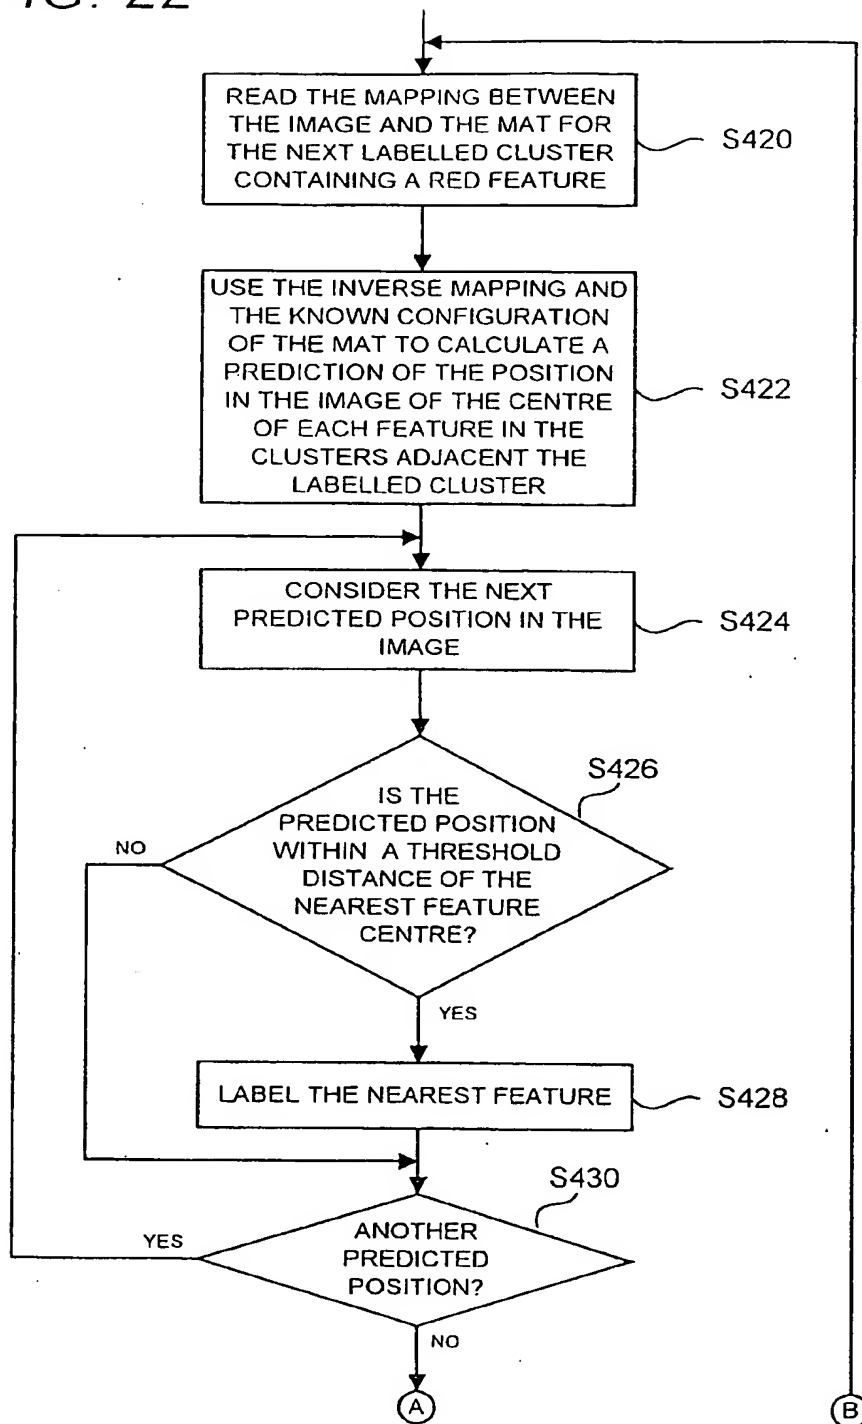 FIG. 22
READ THE MAPPING BETWEEN
THE IMAGE AND THE MAT FOR
THE NEXT LABELLED CLUSTER
CONTAINING A RED FEATURE
S420
USE THE INVERSE MAPPING AND
THE KNOWN CONFIGURATION
OF THE MAT TO CALCULATE A
PREDICTION OF THE POSITION
IN THE IMAGE OF THE CENTRE
OF EACH FEATURE IN THE
CLUSTERS ADJACENT THE
LABELLED CLUSTER
S422
CONSIDER THE NEXT
PREDICTED POSITION IN THE
IMAGE
S424
S426
IS THE
PREDICTED POSITION
WITHIN A THRESHOLD
DISTANCE OF THE
NEAREST FEATURE
CENTRE?
NO
YES
LABEL THE NEAREST FEATURE
S428
S430
ANOTHER
PREDICTED
POSITION?
YES
NO
A
B